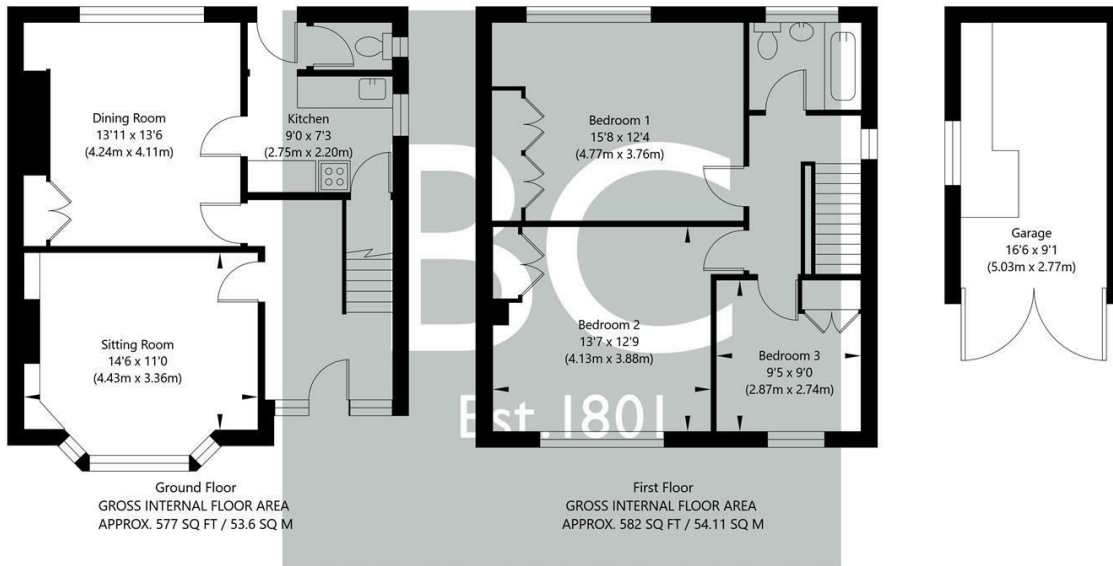 Dining Room
13'11 x 13'6
(4.24m x 4.11m)
Kitchen
9'0 x 7'3
(2.75m x 2.20m)
Sitting Room
14'6 x 11'0
(4.43m x 3.36m)
Ground Floor
GROSS INTERNAL FLOOR AREA
APPROX. 577 SQ FT / 53.6 SQ M
Bedroom 1
15'8 x 12'4
(4.77m x 3.76m)
Bedroom 2
13'7 x 12'9
(4.13m x 3.88m)
Bedroom 3
9'5 x 9'0
(2.87m x 2.74m)
First Floor
GROSS INTERNAL FLOOR AREA
APPROX. 582 SQ FT / 54.11 SQ M
Garage
16'6 x 9'1
(5.03m x 2.77m)
BC
Est.1801